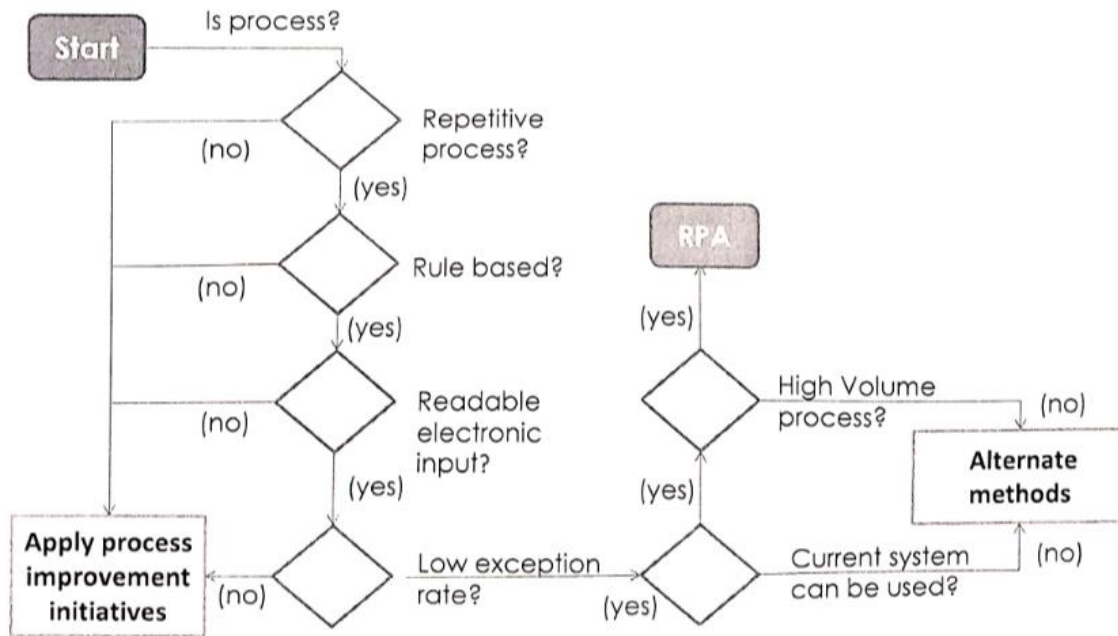 Is process?
Start
Repetitive
process?
(no)
(yes)
Rule based?
(no)
(yes)
Readable
electronic
input?
(no)
(yes)
Apply process
improvement
initiatives
(no)
Low exception
rate?
(yes)
Current system
can be used?
(no)
(yes)
High Volume
process?
(no)
Alternate
methods
(yes)
RPA